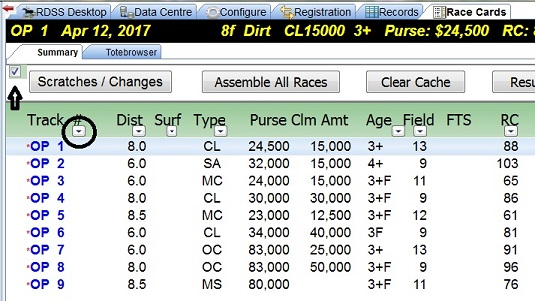 RDSS Desktop Data Centre Configure Registration Records Race Cards
OP 1 Apr 12, 2017 8f Dirt CL15000 3+ Purse: $24,500 RC:
Summary Totebrowser
Scratches / Changes Assemble All Races Clear Cache
Track # Dist Surf Type Purse Clm Amt Age Field FTS RC
*OP 1 8.0 CL 24,500 15,000 3+ 13 88
*OP 2 6.0 SA 32,000 15,000 4+ 9 103
*OP 3 6.0 MC 24,000 15,000 3+F 11 65
*OP 4 8.0 CL 30,000 30,000 3+F 9 86
*OP 5 8.5 MC 23,000 12,500 3+F 12 61
*OP 6 6.0 CL 34,000 40,000 3F 9 81
*OP 7 6.0 OC 83,000 25,000 3+ 13 91
*OP 8 8.0 OC 83,000 50,000 3+F 9 96
*OP 9 8.5 MS 80,000 3+F 11 76